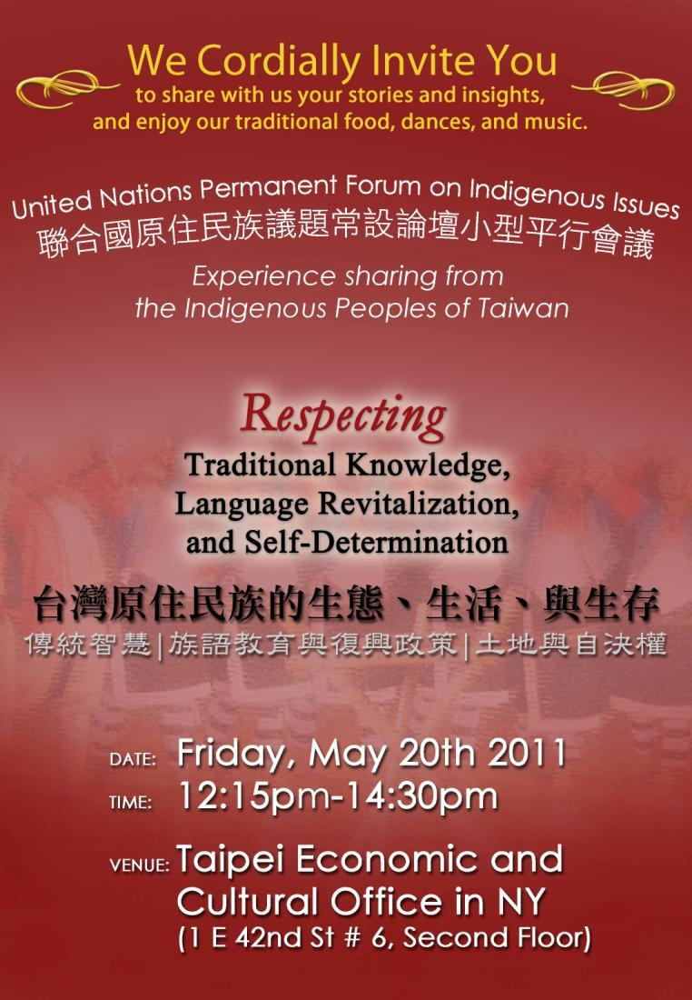 We Cordially Invite You
to share with us your stories and insights,
and enjoy our traditional food, dances, and music.
United Nations Permanent Forum on Indigenous Issues
聯合國原住民族議題常設論壇小型平行會議
Experience sharing from
the Indigenous Peoples of Taiwan
Respecting
Traditional Knowledge,
Language Revitalization,
and Self-Determination
台灣原住民族的生態、生活、與生存
傳統智慧|族語教育與復興政策|土地與自決權
DATE: Friday, May 20th 2011
TIME: 12:15pm-14:30pm
VENUE: Taipei Economic and
Cultural Office in NY
(1 E 42nd St # 6, Second Floor)